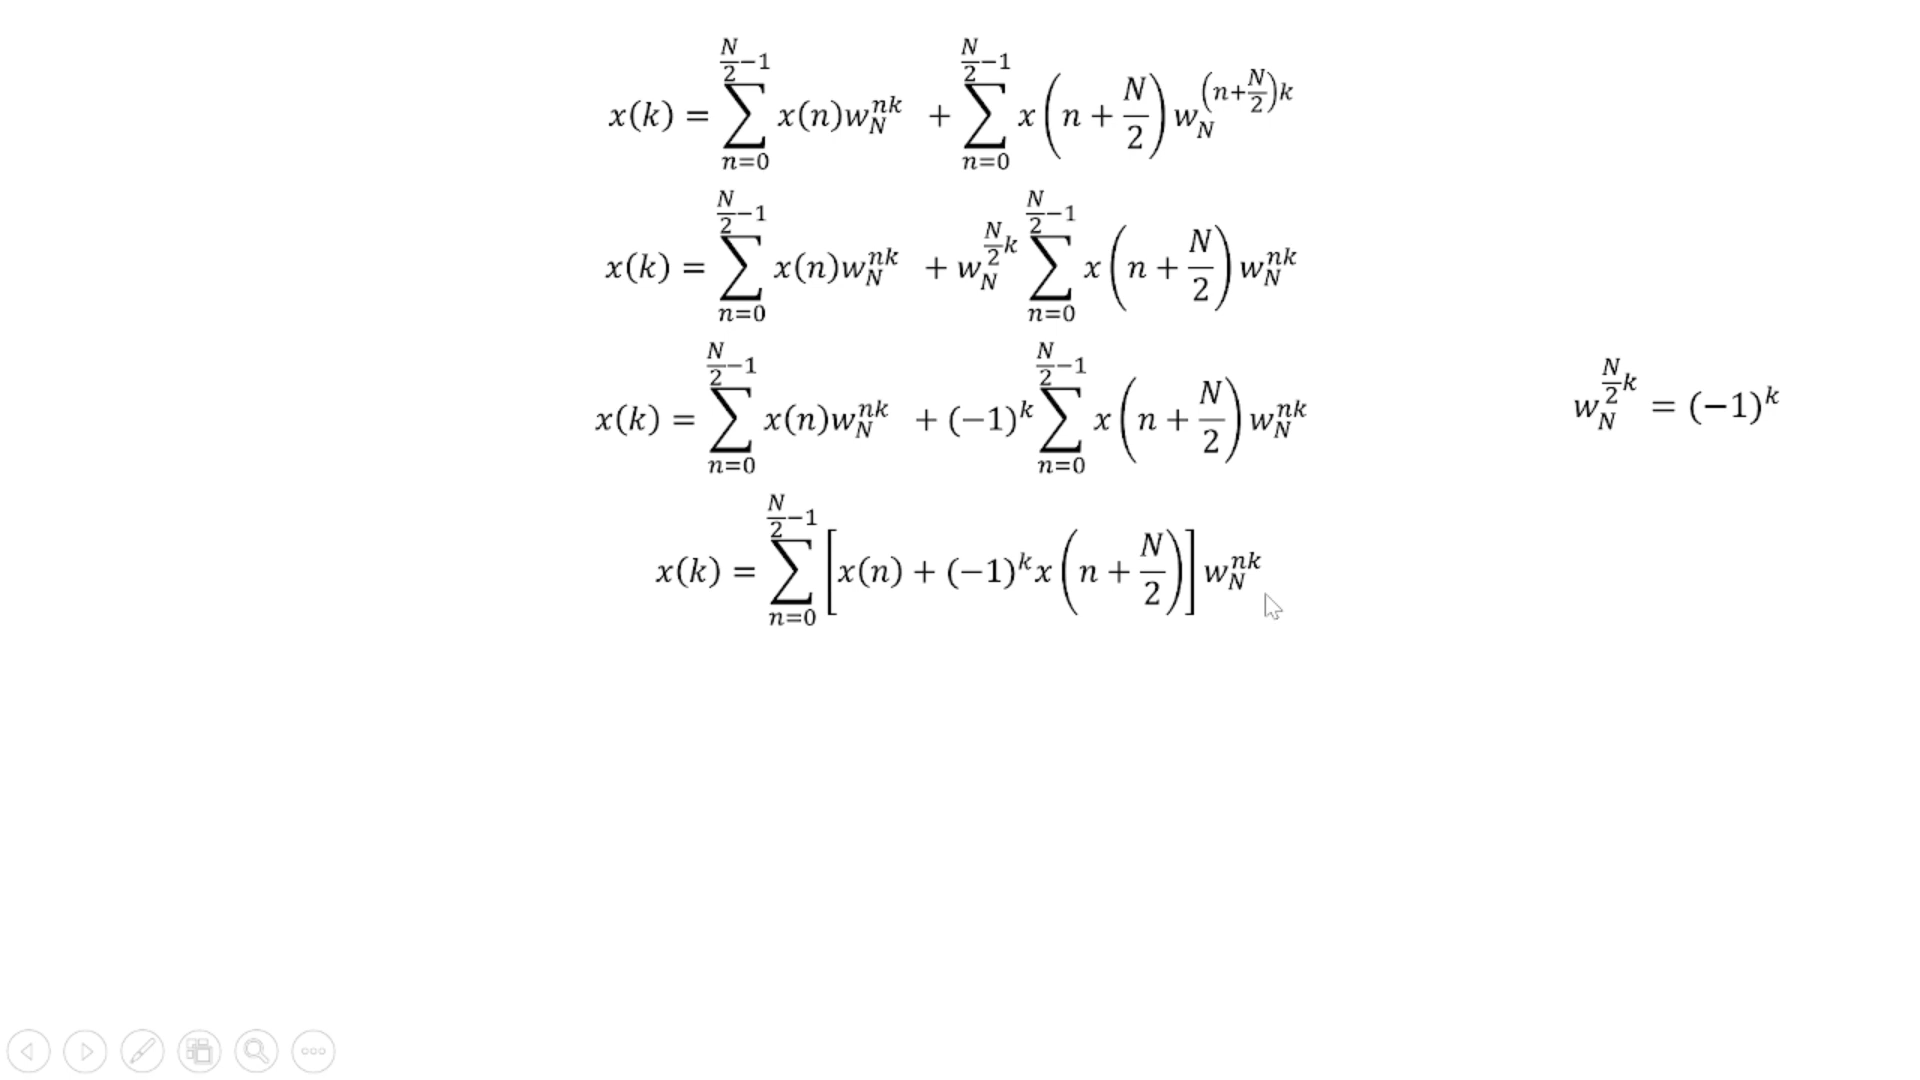 x(k) = \sum_{n=0}^{\frac{N}{2}-1} x(n) w_N^{nk} + \sum_{n=0}^{\frac{N}{2}-1} x\left(n + \frac{N}{2}\right) w_N^{\left(n+\frac{N}{2}\right)k}
x(k) = \sum_{n=0}^{\frac{N}{2}-1} x(n) w_N^{nk} + w_N^{\frac{N}{2}k} \sum_{n=0}^{\frac{N}{2}-1} x\left(n + \frac{N}{2}\right) w_N^{nk}
x(k) = \sum_{n=0}^{\frac{N}{2}-1} x(n) w_N^{nk} + (-1)^k \sum_{n=0}^{\frac{N}{2}-1} x\left(n + \frac{N}{2}\right) w_N^{nk}
w_N^{\frac{N}{2}k} = (-1)^k
x(k) = \sum_{n=0}^{\frac{N}{2}-1} \left[ x(n) + (-1)^k x\left(n + \frac{N}{2}\right) \right] w_N^{nk}